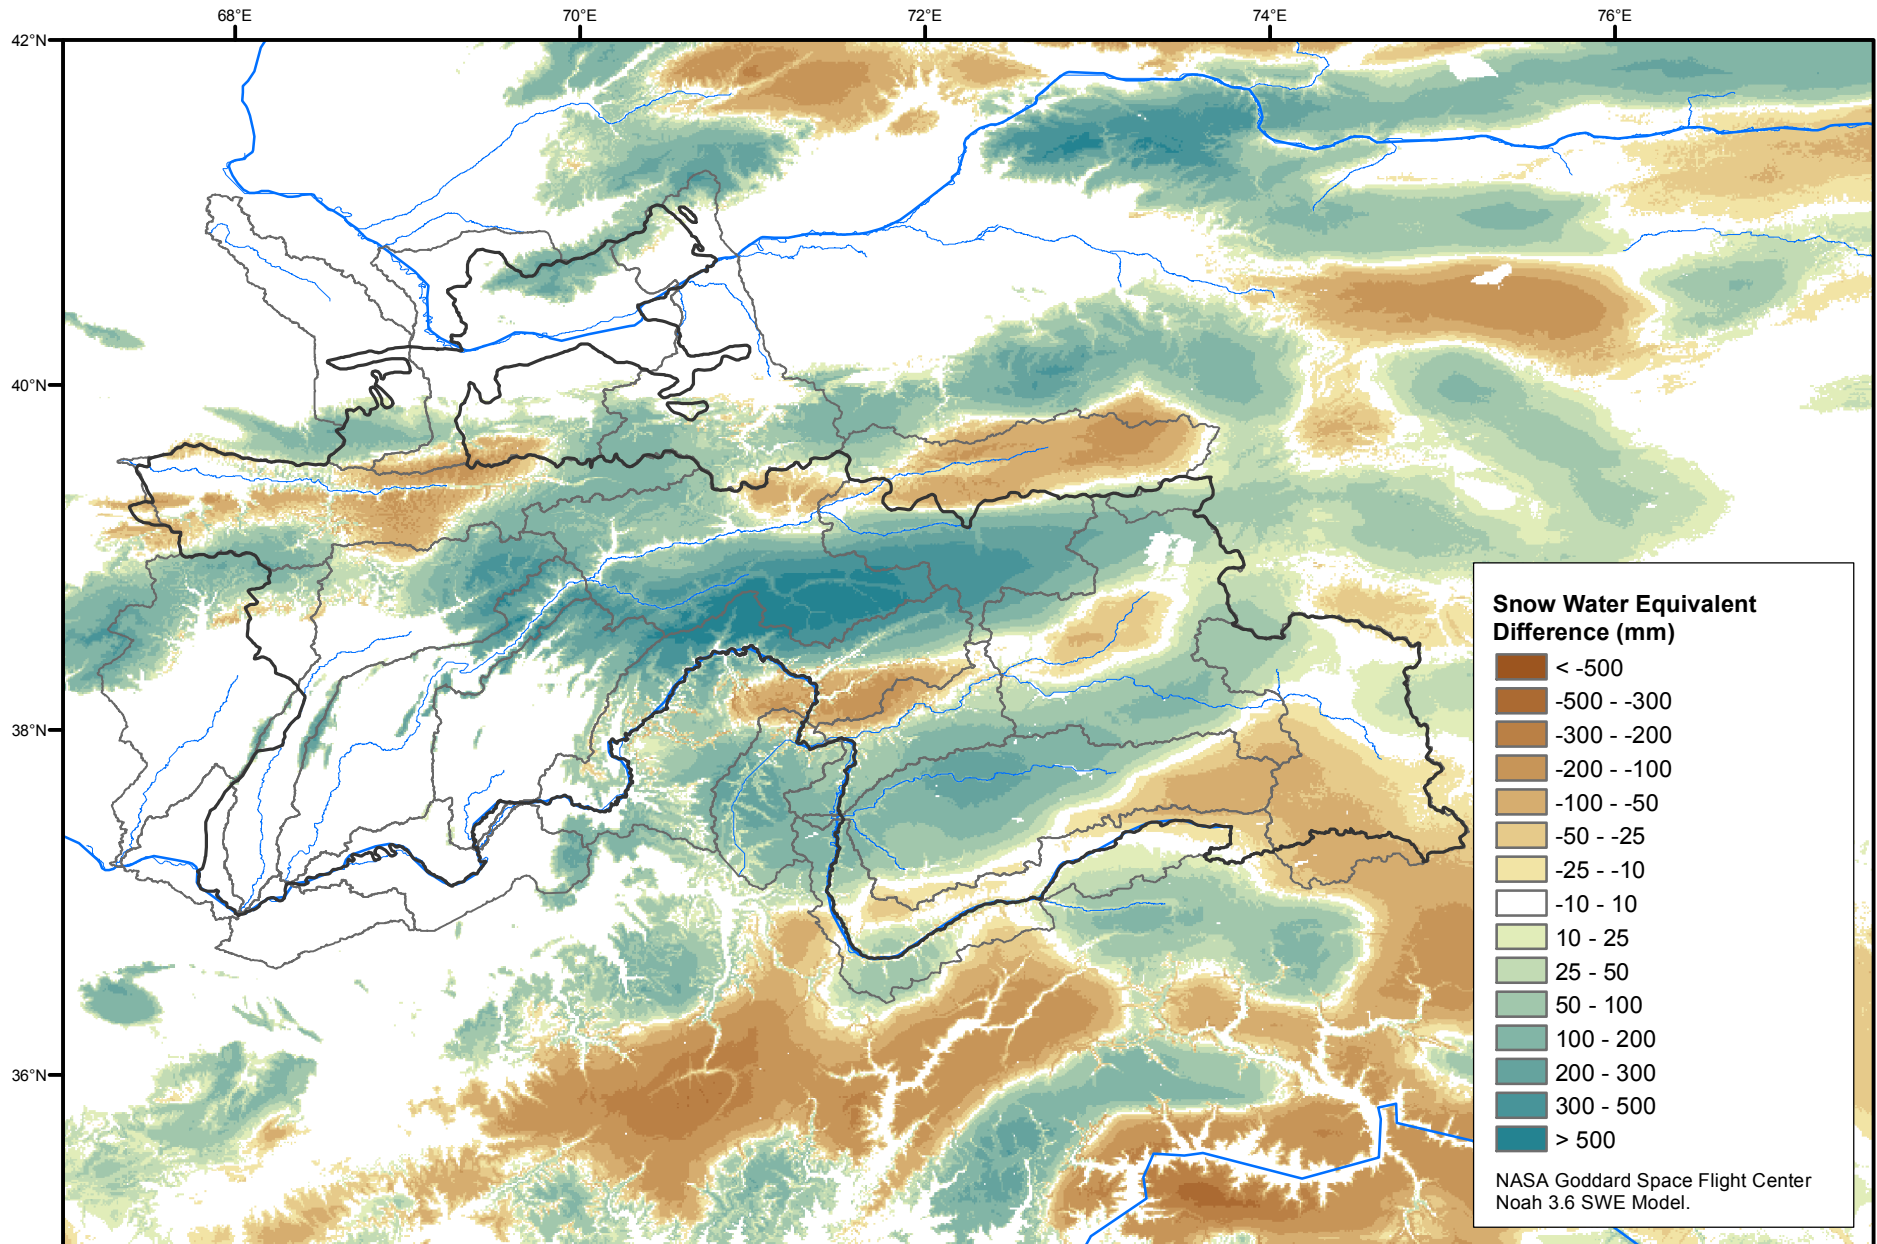 68°E
70°E
72°E
74°E
76°E
42°N
40°N
38°N
36°N
Snow Water Equivalent
Difference (mm)
< -500
-500 - -300
-300 - -200
-200 - -100
-100 - -50
-50 - -25
-25 - -10
-10 - 10
10 - 25
25 - 50
50 - 100
100 - 200
200 - 300
300 - 500
> 500
NASA Goddard Space Flight Center
Noah 3.6 SWE Model.